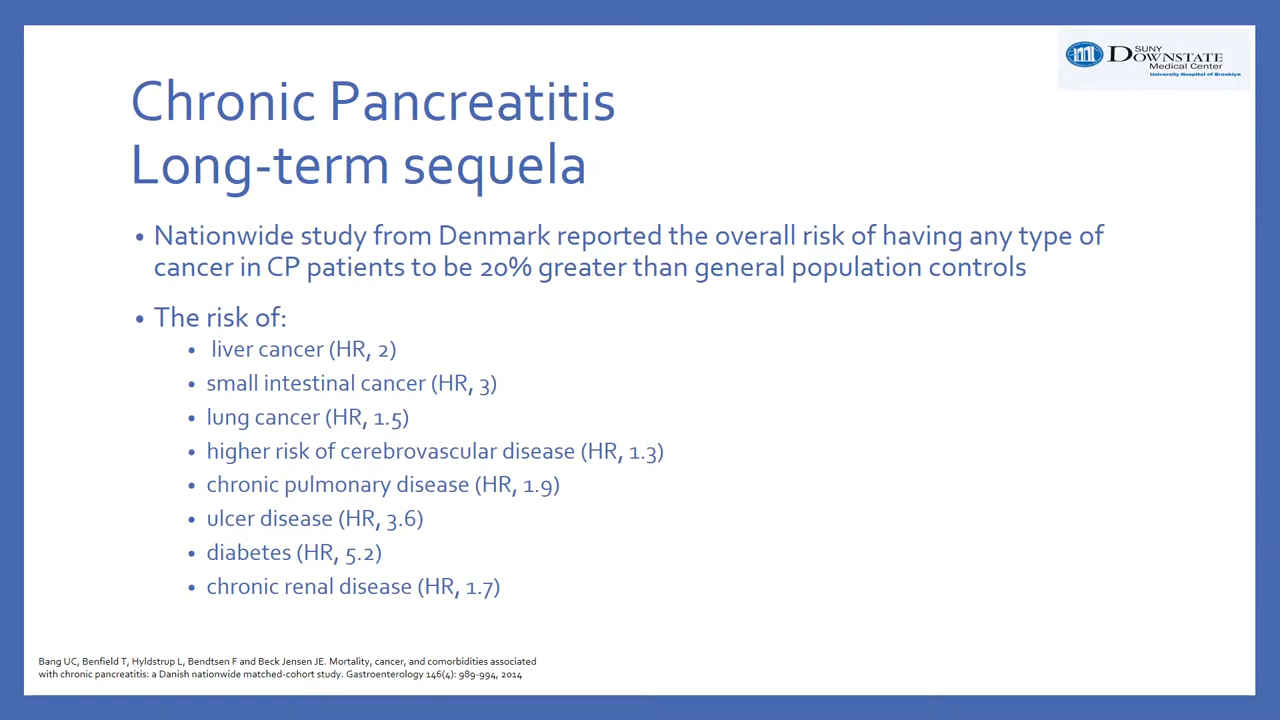 SUNY
DOWNSTATE
Medical Center
University Hospital of Brooklyn
Chronic Pancreatitis
Long-term sequela
• Nationwide study from Denmark reported the overall risk of having any type of
cancer in CP patients to be 20% greater than general population controls
• The risk of:
• liver cancer (HR, 2)
• small intestinal cancer (HR, 3)
• lung cancer (HR, 1.5)
• higher risk of cerebrovascular disease (HR, 1.3)
• chronic pulmonary disease (HR, 1.9)
• ulcer disease (HR, 3.6)
• diabetes (HR, 5.2)
• chronic renal disease (HR, 1.7)
Bang UC, Benfield T, Hyldstrup L, Bendtsen F and Beck Jensen JE. Mortality, cancer, and comorbidities associated
with chronic pancreatitis: a Danish nationwide matched-cohort study. Gastroenterology 146(4): 989-994, 2014